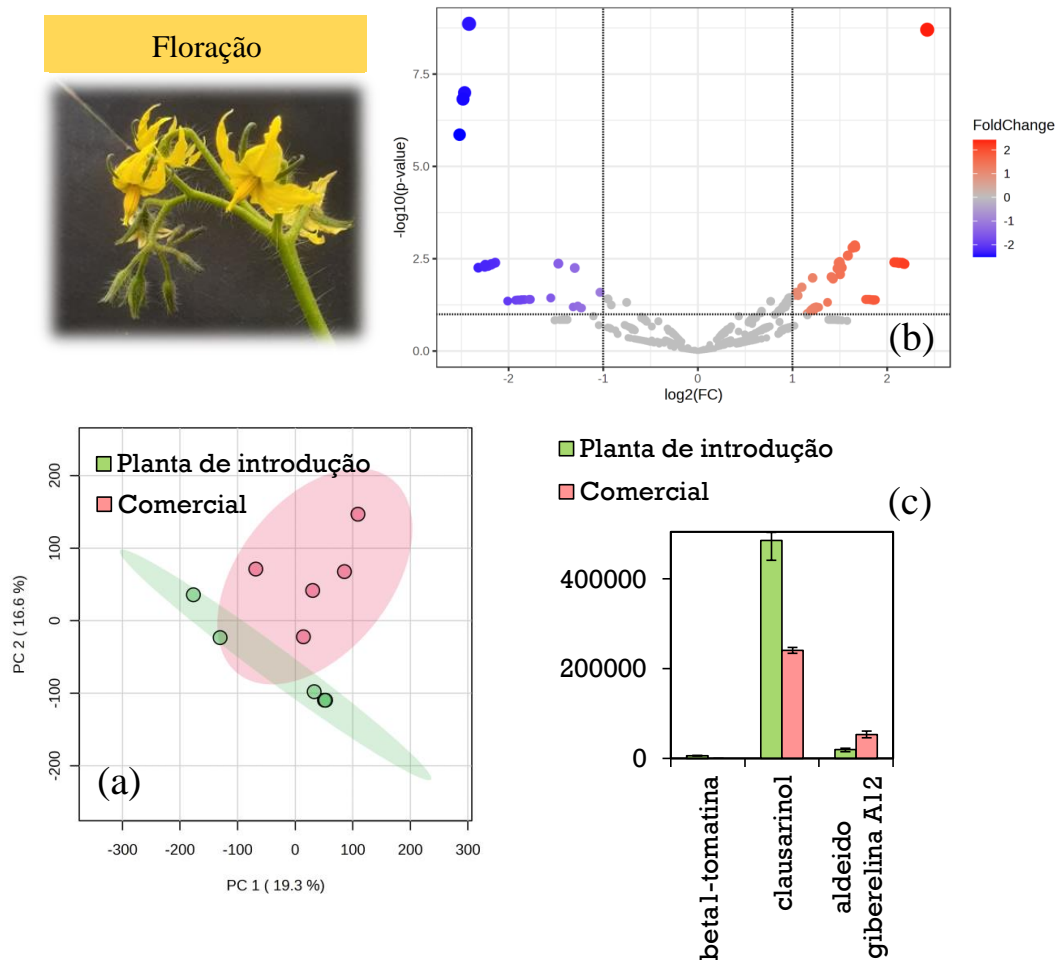 Floração
7.5
5.0
2.5
0.0
-log10(p-value)
-2
-1
0
1
2
log2(FC)
(b)
FoldChange
2
1
0
-1
-2
Planta de introdução
Comercial
200
100
0
-100
-200
PC 2 ( 16.6 %)
(a)
-300
-200
-100
0
100
200
300
PC 1 ( 19.3 %)
Planta de introdução
Comercial
(c)
400000
200000
0
beta1-tomatina
clausarinol
aldeido
giberelina A12